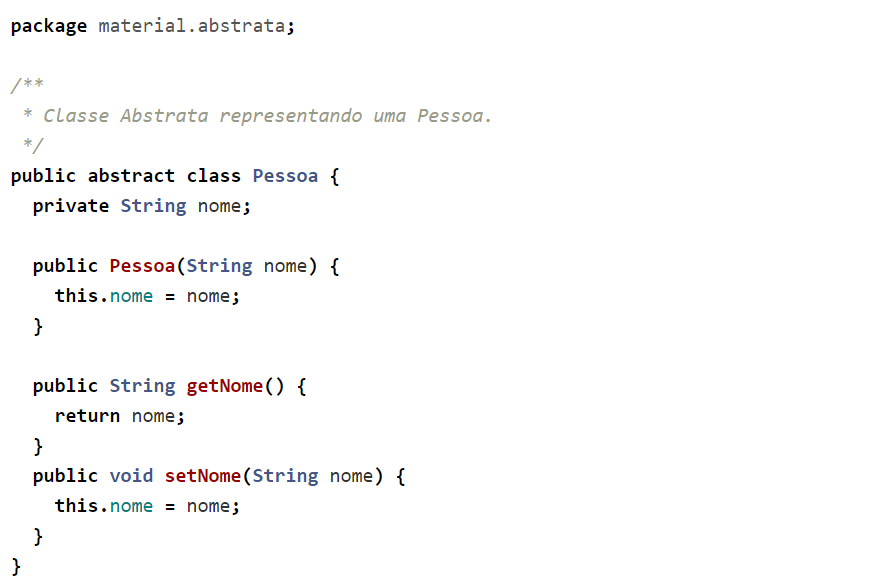 package material.abstrata;
/**
 * Classe Abstrata representando uma Pessoa.
 */
public abstract class Pessoa {
  private String nome;
  public Pessoa(String nome) {
    this.nome = nome;
  }
  public String getNome() {
    return nome;
  }
  public void setNome(String nome) {
    this.nome = nome;
  }
}